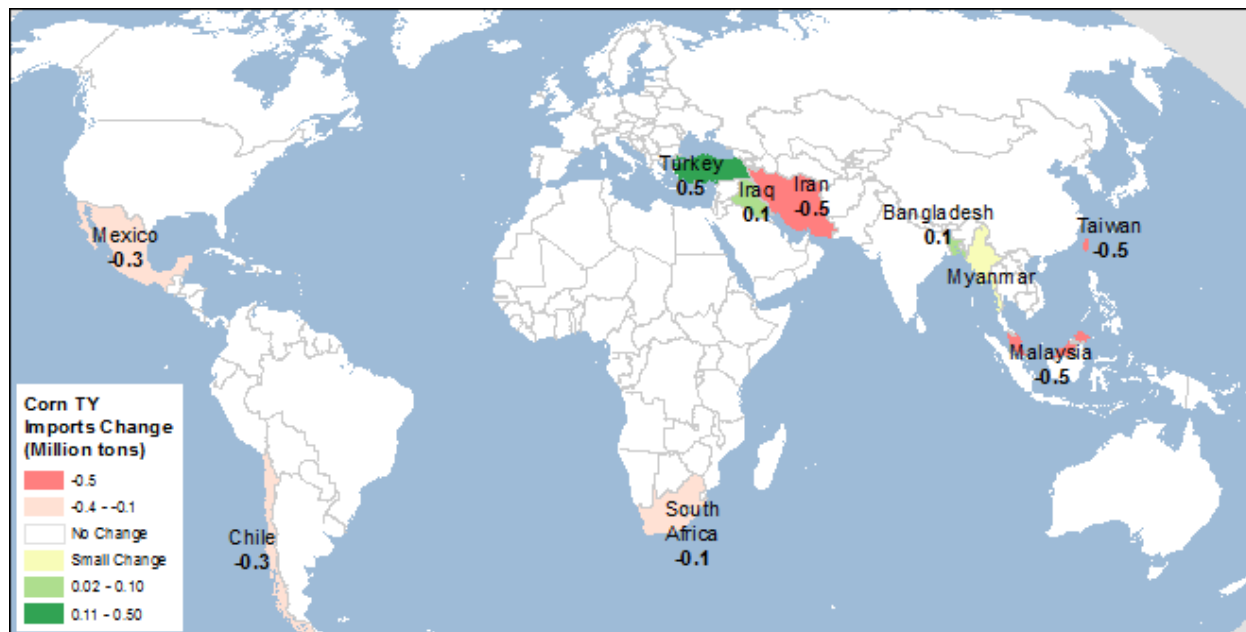 Turkey
0.5
Iraq
0.1
Iran
-0.5
Bangladesh
0.1
Taiwan
-0.5
Mexico
-0.3
Myanmar
Malaysia
-0.5
Corn TY
Imports Change
(Million tons)
-0.5
-0.4 - -0.1
No Change
Small Change
0.02 - 0.10
0.11 - 0.50
Chile
-0.3
South
Africa
-0.1